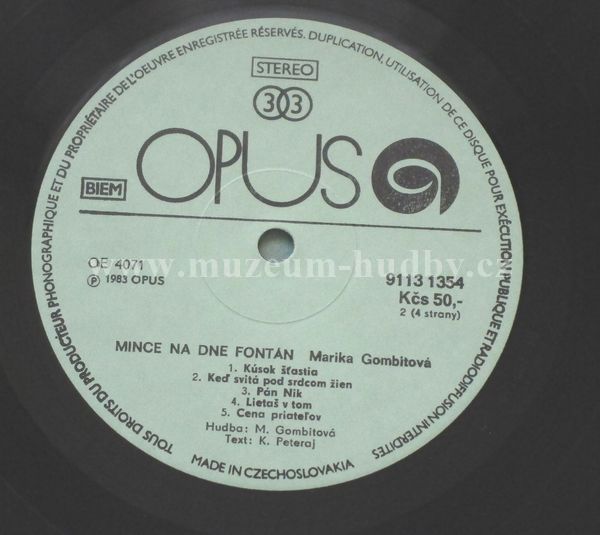 TOUS DROITS DU PRODUCTEUR PHONOGRAPHIQUE ET DU PROPRIÉTAIRE DE L'OEUVRE ENREGISTRÉE RÉSERVÉS. DUPLICATION, UTILISATION DE CE DISQUE POUR EXÉCUTION PUBLIQUE ET RADIODIFFUSION INTERDITES
STEREO
33
OPUS
BIEM
www.muzeum-hudby.cz
OE 4071
9113 1354
Ⓟ 1983 OPUS
Kčs 50,-
2 (4 strany)
MINCE NA DNE FONTÁN Marika Gombitová
1. Kúsok šťastia
2. Keď svitá pod srdcom žien
3. Pán Nik
4. Lietaš v tom
5. Cena priateľov
Hudba: M. Gombitová
Text: K. Peteraj
MADE IN CZECHOSLOVAKIA